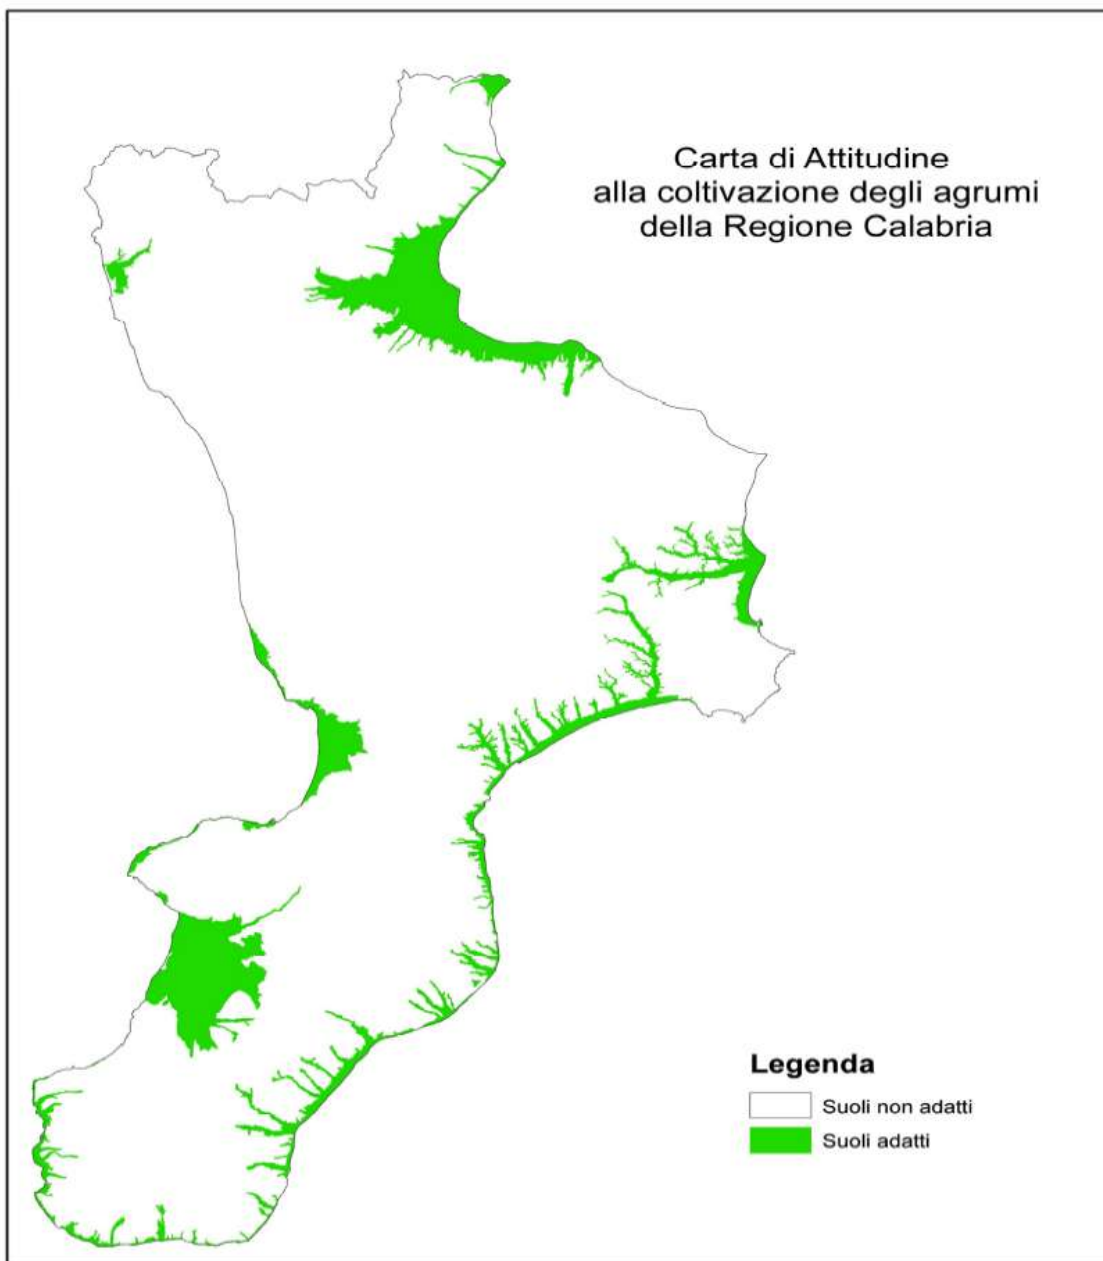 Carta di Attitudine
alla coltivazione degli agrumi
della Regione Calabria
Legenda
Suoli non adatti
Suoli adatti